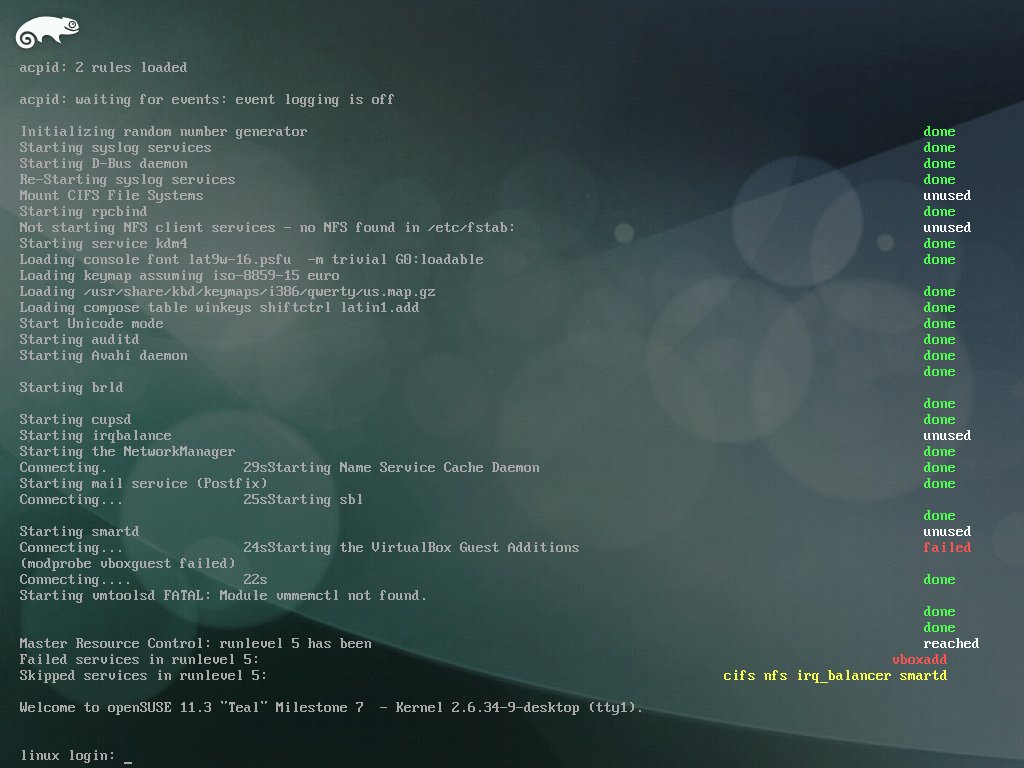 acpid: 2 rules loaded
acpid: waiting for events: event logging is off
Initializing random number generator done
Starting syslog services done
Starting D-Bus daemon done
Re-Starting syslog services done
Mount CIFS File Systems unused
Starting rpcbind done
Not starting NFS client services - no NFS found in /etc/fstab: unused
Starting service kdm4 done
Loading console font lat9w-16.psfu  -m trivial G0:loadable done
Loading keymap assuming iso-8859-15 euro
Loading /usr/share/kbd/keymaps/i386/qwerty/us.map.gz done
Loading compose table winkeys shiftctrl latin1.add done
Start Unicode mode done
Starting auditd done
Starting Avahi daemon done
done
Starting brld
done
Starting cupsd done
Starting irqbalance unused
Starting the NetworkManager done
Connecting. 29sStarting Name Service Cache Daemon done
Starting mail service (Postfix) done
Connecting... 25sStarting sbl
done
Starting smartd unused
Connecting... 24sStarting the VirtualBox Guest Additions failed
(modprobe vboxguest failed)
Connecting.... 22s done
Starting vmtoolsd FATAL: Module vmmemctl not found.
done
done
Master Resource Control: runlevel 5 has been reached
Failed services in runlevel 5: vboxadd
Skipped services in runlevel 5: cifs nfs irq_balancer smartd
Welcome to openSUSE 11.3 "Teal" Milestone 7  - Kernel 2.6.34-9-desktop (tty1).
linux login: _